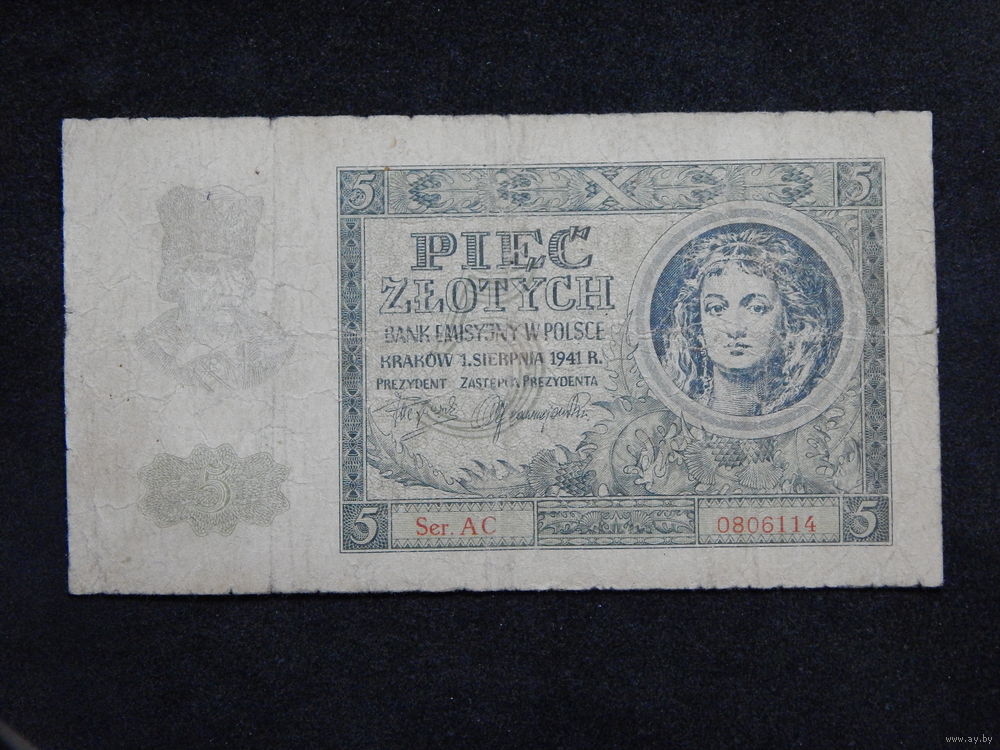 5 5
PIĘĆ
ZŁOTYCH
BANK EMISYJNY W POLSCE
KRAKÓW 1. SIERPNIA 1941 R.
PREZYDENT ZASTĘPCA PREZYDENTA
5
5 Ser. AC 0806114 5
www.ay.by